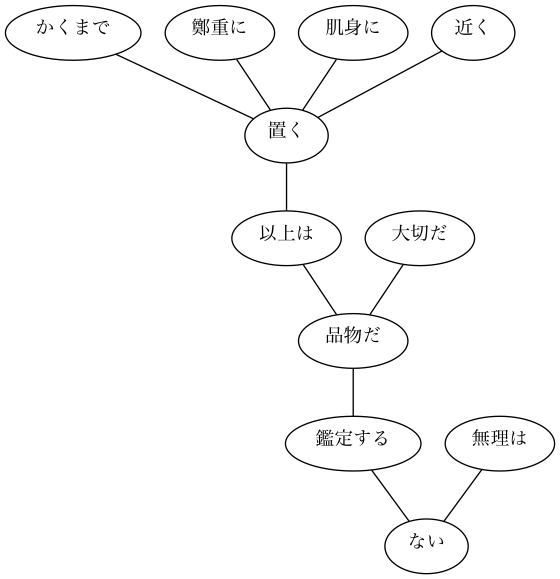 かくまで
鄭重に
肌身に
近く
置く
以上は
大切だ
品物だ
鑑定する
無理は
ない